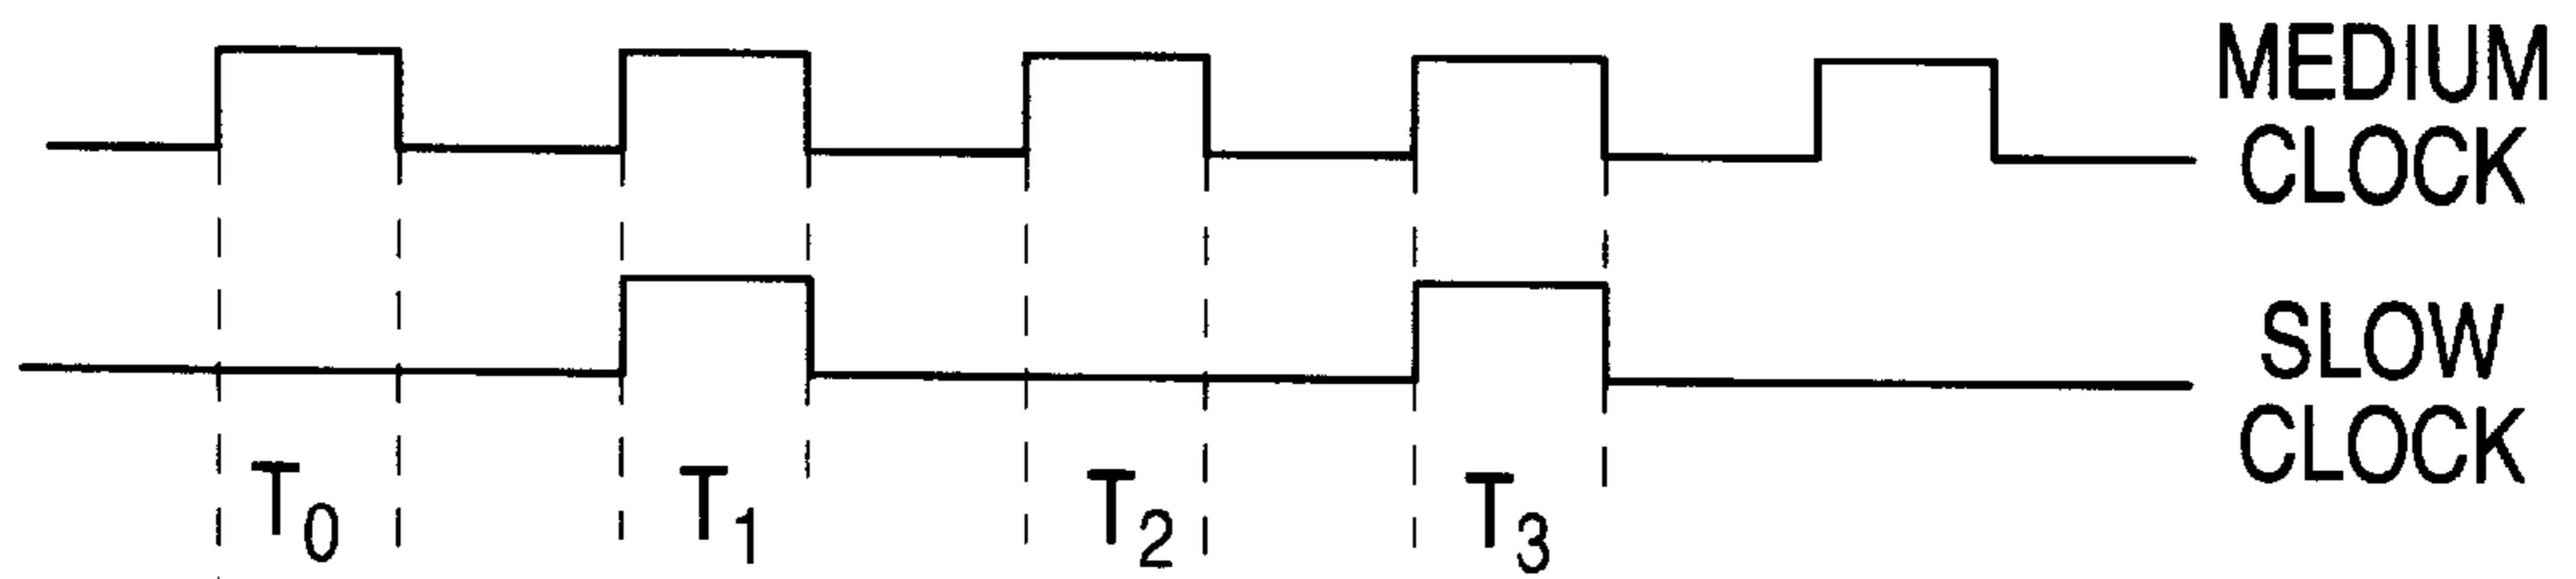 MEDIUM
CLOCK
SLOW
CLOCK
T0 T1 T2 T3